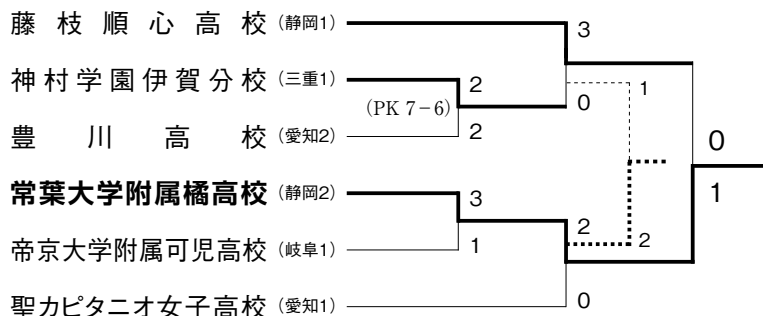 藤枝順心高校 (静岡1)
3
神村学園伊賀分校 (三重1)
2
1
(PK 7−6)
0
豊川高校 (愛知2)
2
0
常葉大学附属橘高校 (静岡2)
3
1
2
帝京大学附属可児高校 (岐阜1)
1
2
聖カピタニオ女子高校 (愛知1)
0